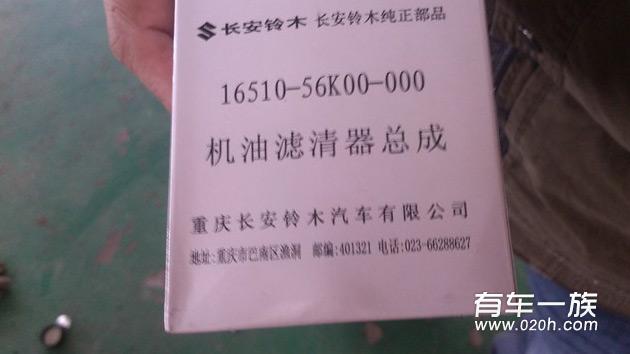 长安铃木 长安铃木纯正部品
16510-56K00-000
机油滤清器总成
重庆长安铃木汽车有限公司
地址:重庆市巴南区渔洞 邮编:401321 电话:023-66288627
有车一族
www.020h.com